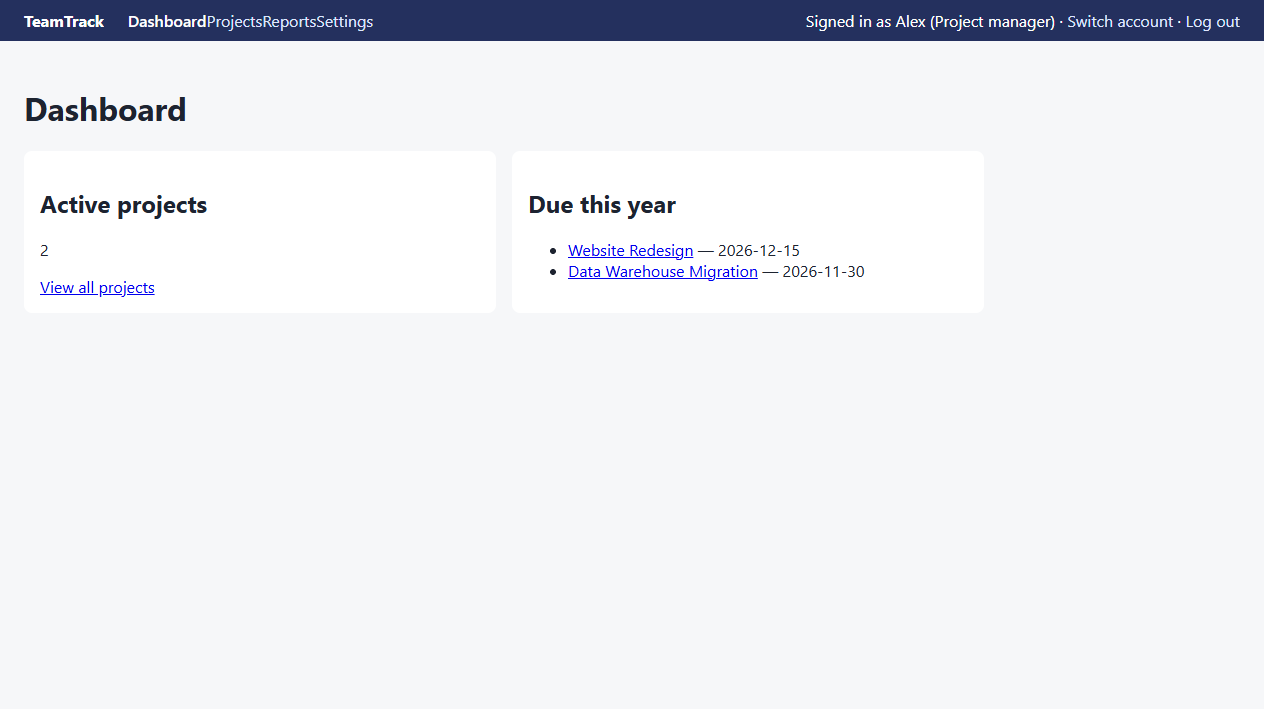 TeamTrack Dashboard Projects Reports Settings Signed in as Alex (Project manager) · Switch account · Log out
Dashboard
Active projects
2
View all projects
Due this year
Website Redesign — 2026-12-15
Data Warehouse Migration — 2026-11-30